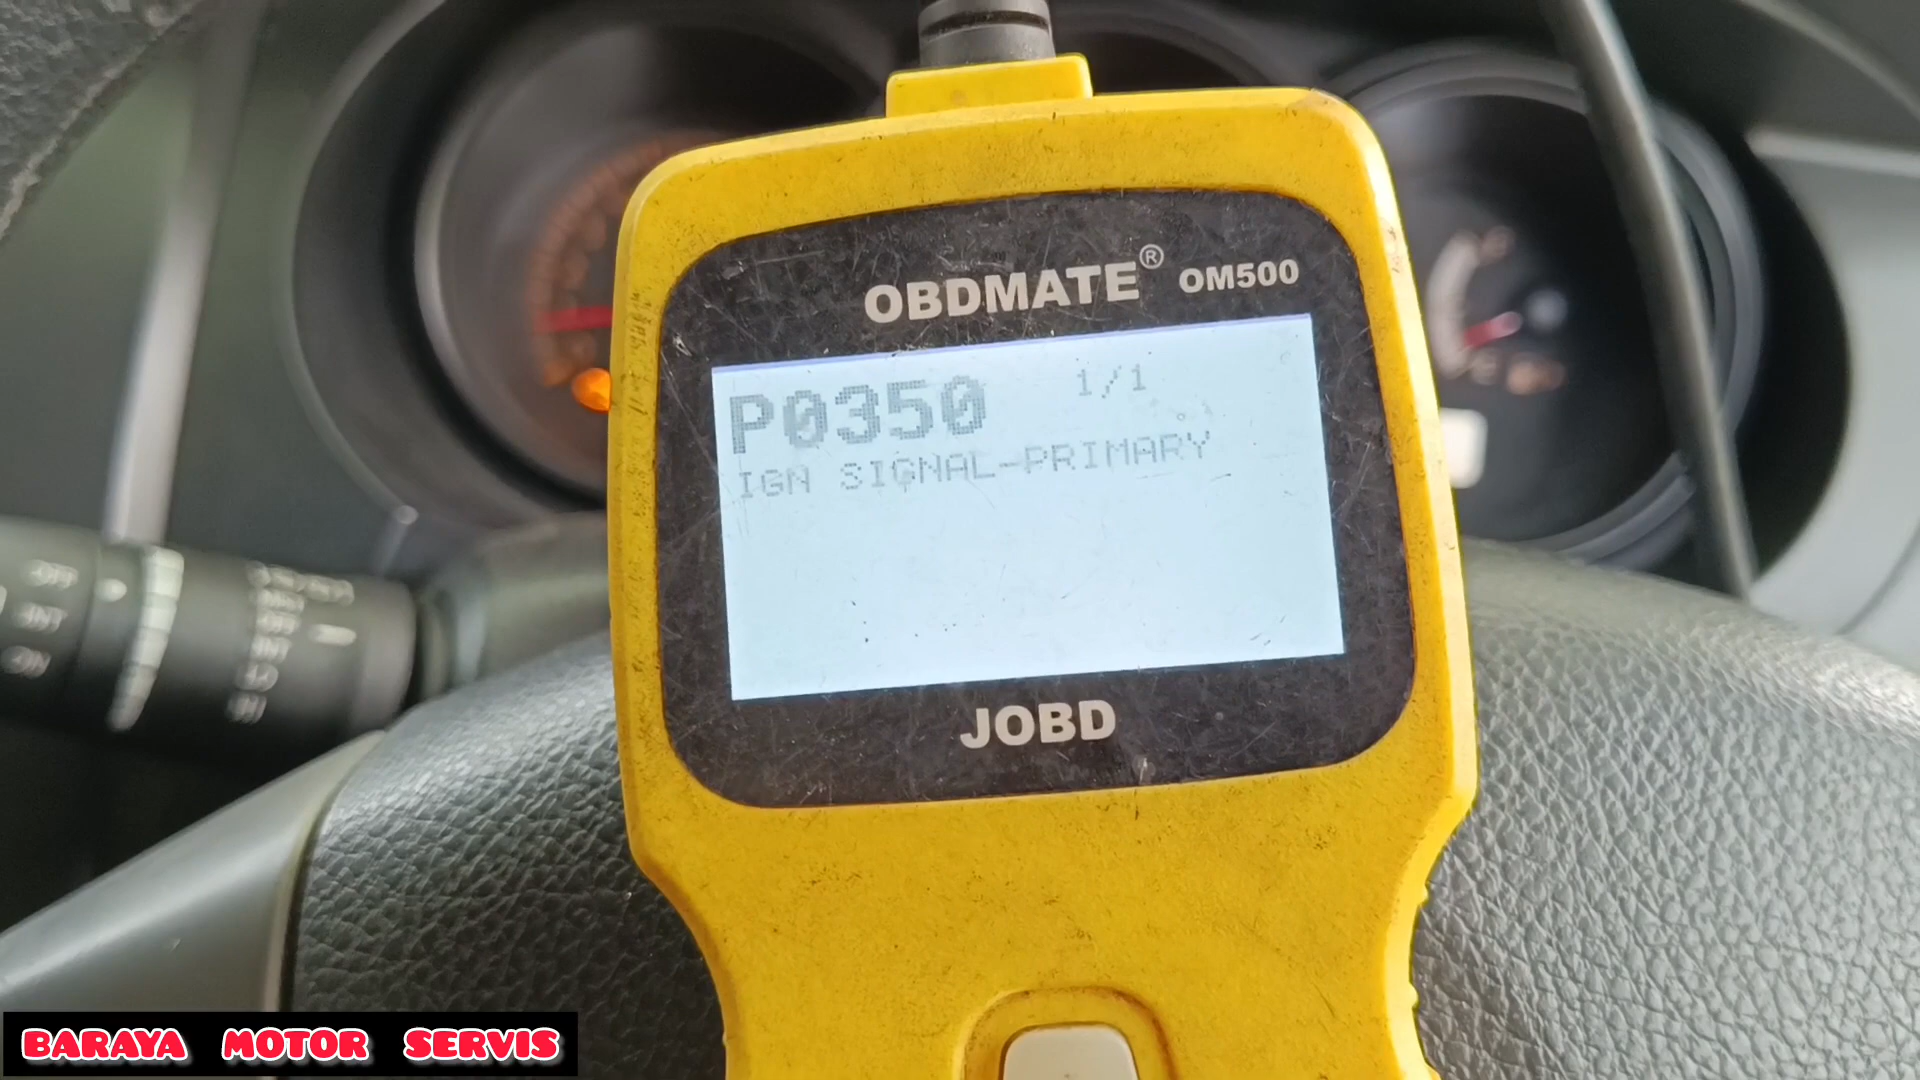 OBDMATE® OM500
P0350 1/1
IGN SIGNAL-PRIMARY
JOBD
BARAYA MOTOR SERVIS